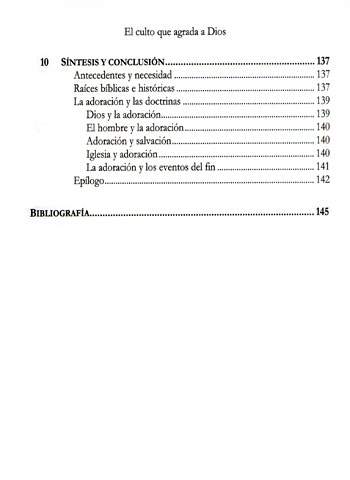 El culto que agrada a Dios
10 SÍNTESIS Y CONCLUSIÓN.......................................................... 137
Antecedentes y necesidad ...................................................... 137
Raíces bíblicas e históricas ..................................................... 137
La adoración y las doctrinas ................................................... 139
Dios y la adoración............................................................ 139
El hombre y la adoración.................................................. 140
Adoración y salvación....................................................... 140
Iglesia y adoración ............................................................ 140
La adoración y los eventos del fin .................................... 141
Epílogo................................................................................. 142
BIBLIOGRAFÍA......................................................................................... 145